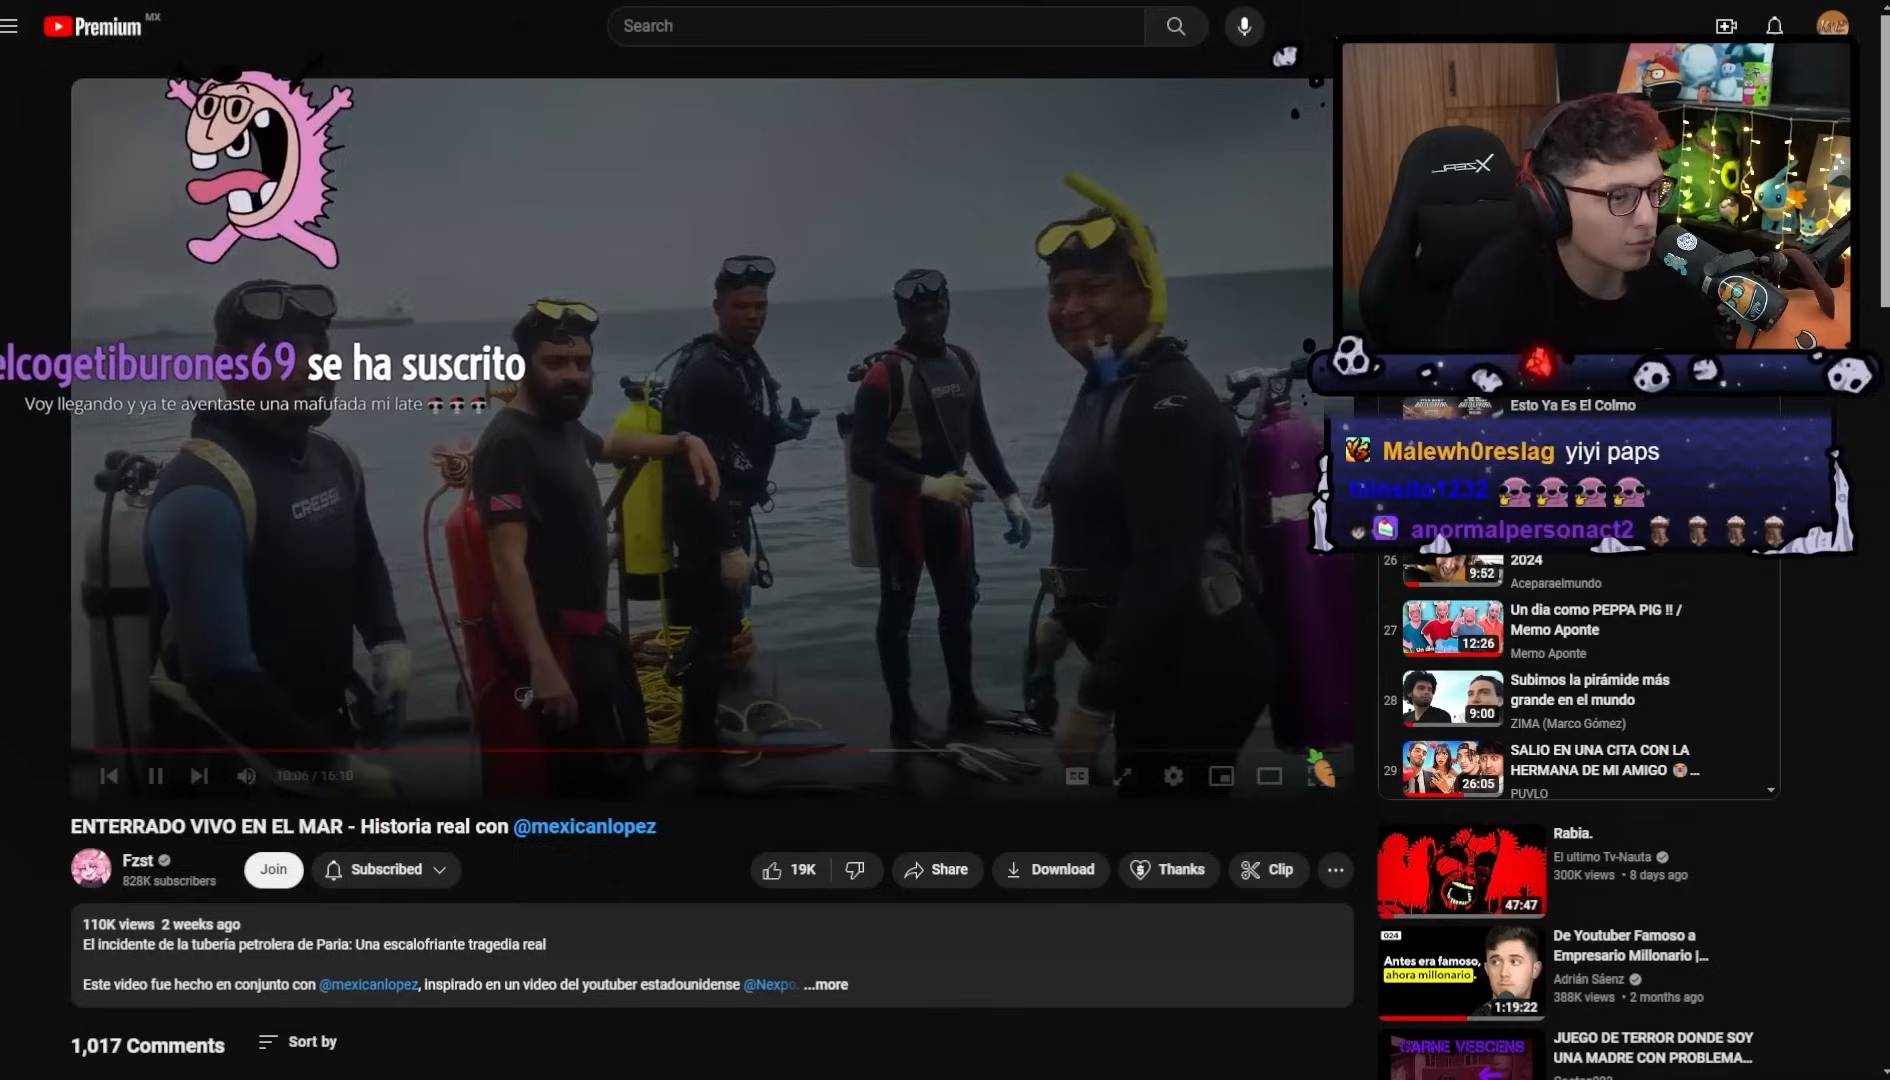 Premium MX
Search
elcogetiburones69 se ha suscrito
Voy llegando y ya te aventaste una mafufada mi late
CRESSI
10:06 / 16:10
CC
ENTERRADO VIVO EN EL MAR - Historia real con @mexicanlopez
Fzst
828K subscribers
Join
Subscribed
19K
Share
Download
Thanks
Clip
110K views 2 weeks ago
El incidente de la tubería petrolera de Paria: Una escalofriante tragedia real
Este video fue hecho en conjunto con @mexicanlopez, inspirado en un video del youtuber estadounidense @Nexpo. ...more
1,017 Comments
Sort by
Esto Ya Es El Colmo
VS Malewh0reslag yiyi paps
tilinsito1232
anormalpersonact2
26
9:52
2024
Aceparaelmundo
27
12:26
Un dia como PEPPA PIG !! /
Memo Aponte
Memo Aponte
28
9:00
Subimos la pirámide más
grande en el mundo
ZIMA (Marco Gómez)
29
26:05
SALIO EN UNA CITA CON LA
HERMANA DE MI AMIGO ...
PUVLO
47:47
Rabia.
El ultimo Tv-Nauta
300K views • 8 days ago
024
Antes era famoso,
ahora millonario.
1:19:22
De Youtuber Famoso a
Empresario Millonario |...
Adrián Sáenz
388K views • 2 months ago
CARNE VESCENS
JUEGO DE TERROR DONDE SOY
UNA MADRE CON PROBLEMA...